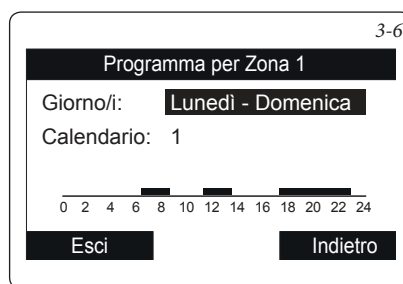 3-6
Programma per Zona 1
Giorno/i: Lunedì - Domenica
Calendario: 1
0 2 4 6 8 10 12 14 16 18 20 22 24
Esci Indietro